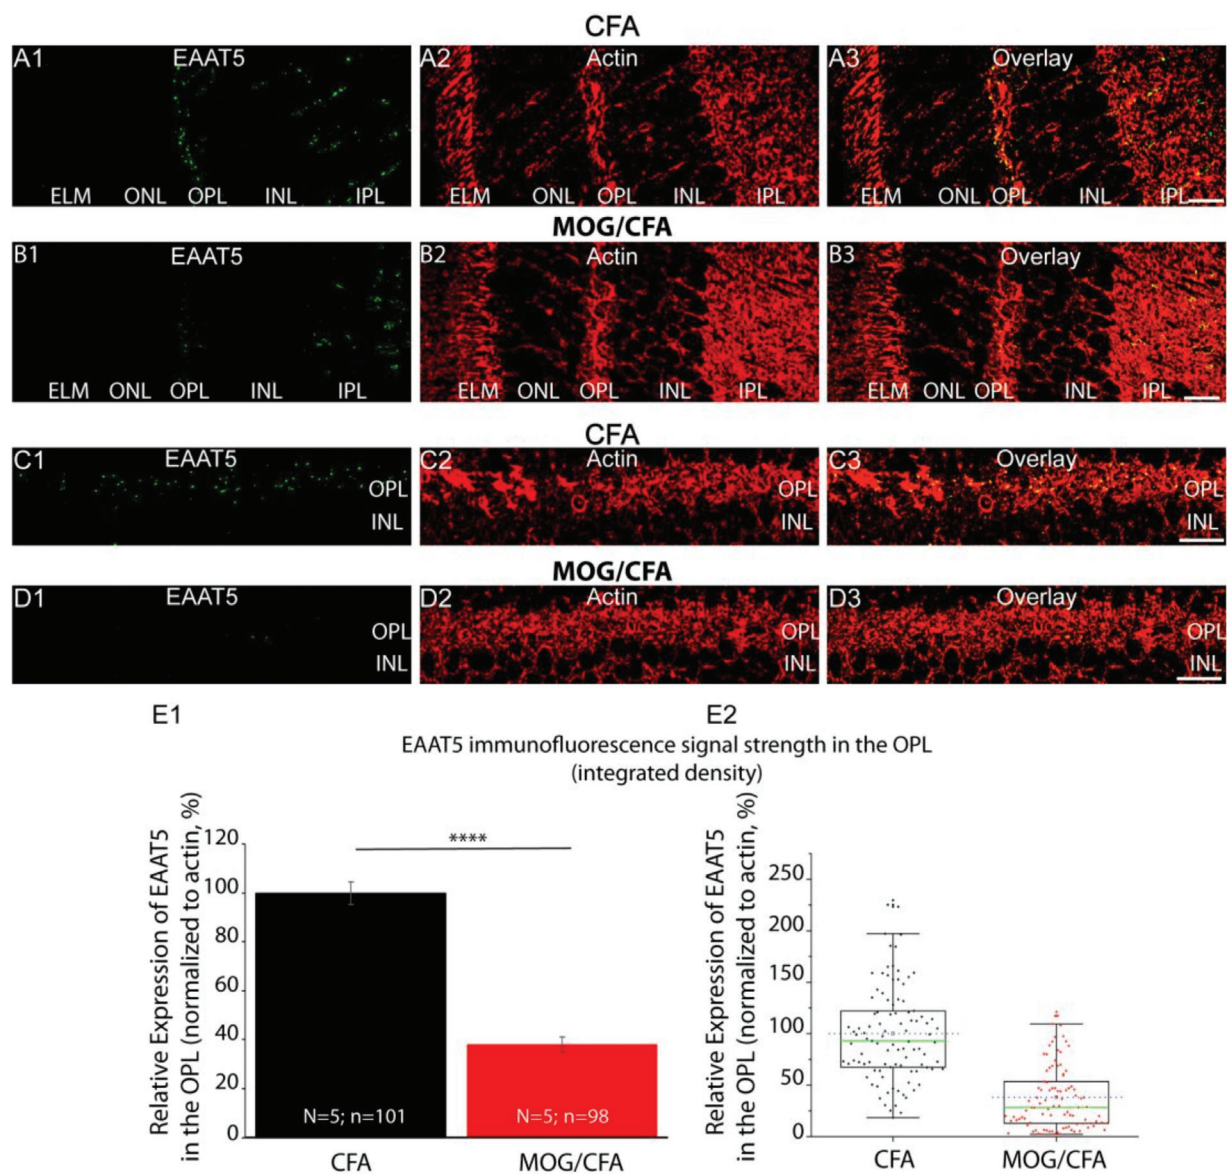 CFA
A1 EAAT5 A2 Actin A3 Overlay
ELM ONL OPL INL IPL ELM ONL OPL INL IPL ELM ONL OPL INL IPL
MOG/CFA
B1 EAAT5 B2 Actin B3 Overlay
ELM ONL OPL INL IPL ELM ONL OPL INL IPL ELM ONL OPL INL IPL
CFA
C1 EAAT5 C2 Actin C3 Overlay
OPL OPL OPL
INL INL INL
MOG/CFA
D1 EAAT5 D2 Actin D3 Overlay
OPL OPL OPL
INL INL INL
E1 E2
EAAT5 immunofluorescence signal strength in the OPL
(integrated density)
Relative Expression of EAAT5
in the OPL (normalized to actin, %)
120
100
80
60
40
20
0
****
N=5; n=101 N=5; n=98
CFA MOG/CFA
Relative Expression of EAAT5
in the OPL (normalized to actin, %)
250
200
150
100
50
0
CFA MOG/CFA